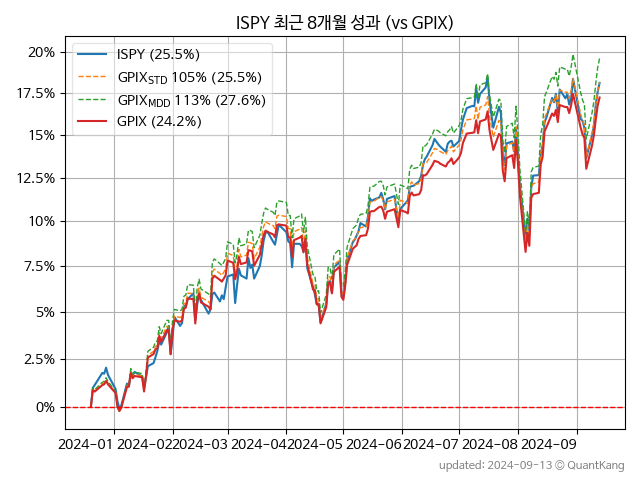 ISPY 최근 8개월 성과 (vs GPIX)
ISPY (25.5%)
GPIXSTD 105% (25.5%)
GPIXMDD 113% (27.6%)
GPIX (24.2%)
20%
17.5%
15%
12.5%
10%
7.5%
5%
2.5%
0%
2024-01 2024-02 2024-03 2024-04 2024-05 2024-06 2024-07 2024-08 2024-09
updated: 2024-09-13 © QuantKang